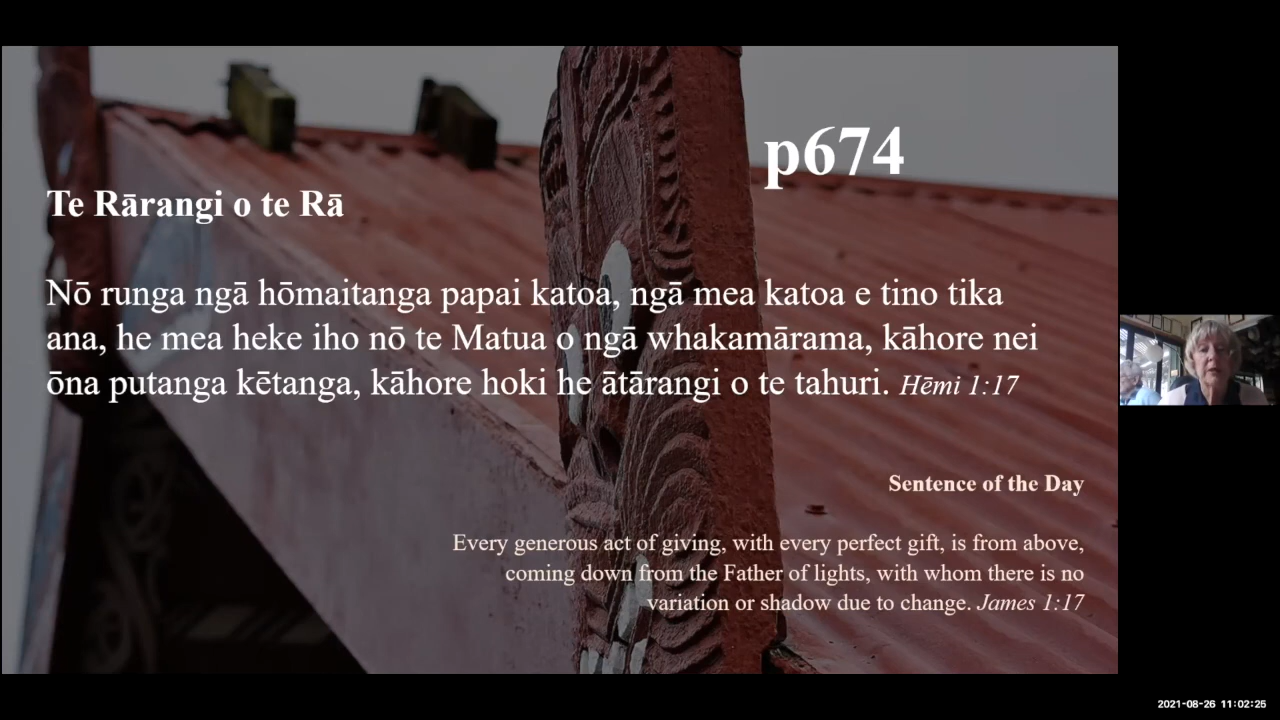 p674
Te Rārangi o te Rā
Nō runga ngā hōmaitanga papai katoa, ngā mea katoa e tino tika
ana, he mea heke iho nō te Matua o ngā whakamārama, kāhore nei
ōna putanga kētanga, kāhore hoki he ātārangi o te tahuri. Hēmi 1:17
Sentence of the Day
Every generous act of giving, with every perfect gift, is from above,
coming down from the Father of lights, with whom there is no
variation or shadow due to change. James 1:17
2021-08-26 11:02:25